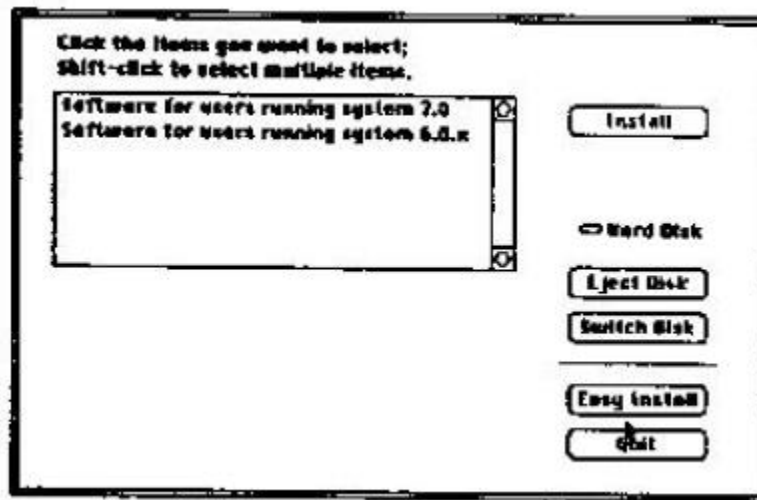 Click the items you want to select;
Shift-click to select multiple items.
Software for users running system 7.0
Software for users running system 6.0.x
Install
Hard Disk
Eject Disk
Switch Disk
Easy Install
Quit